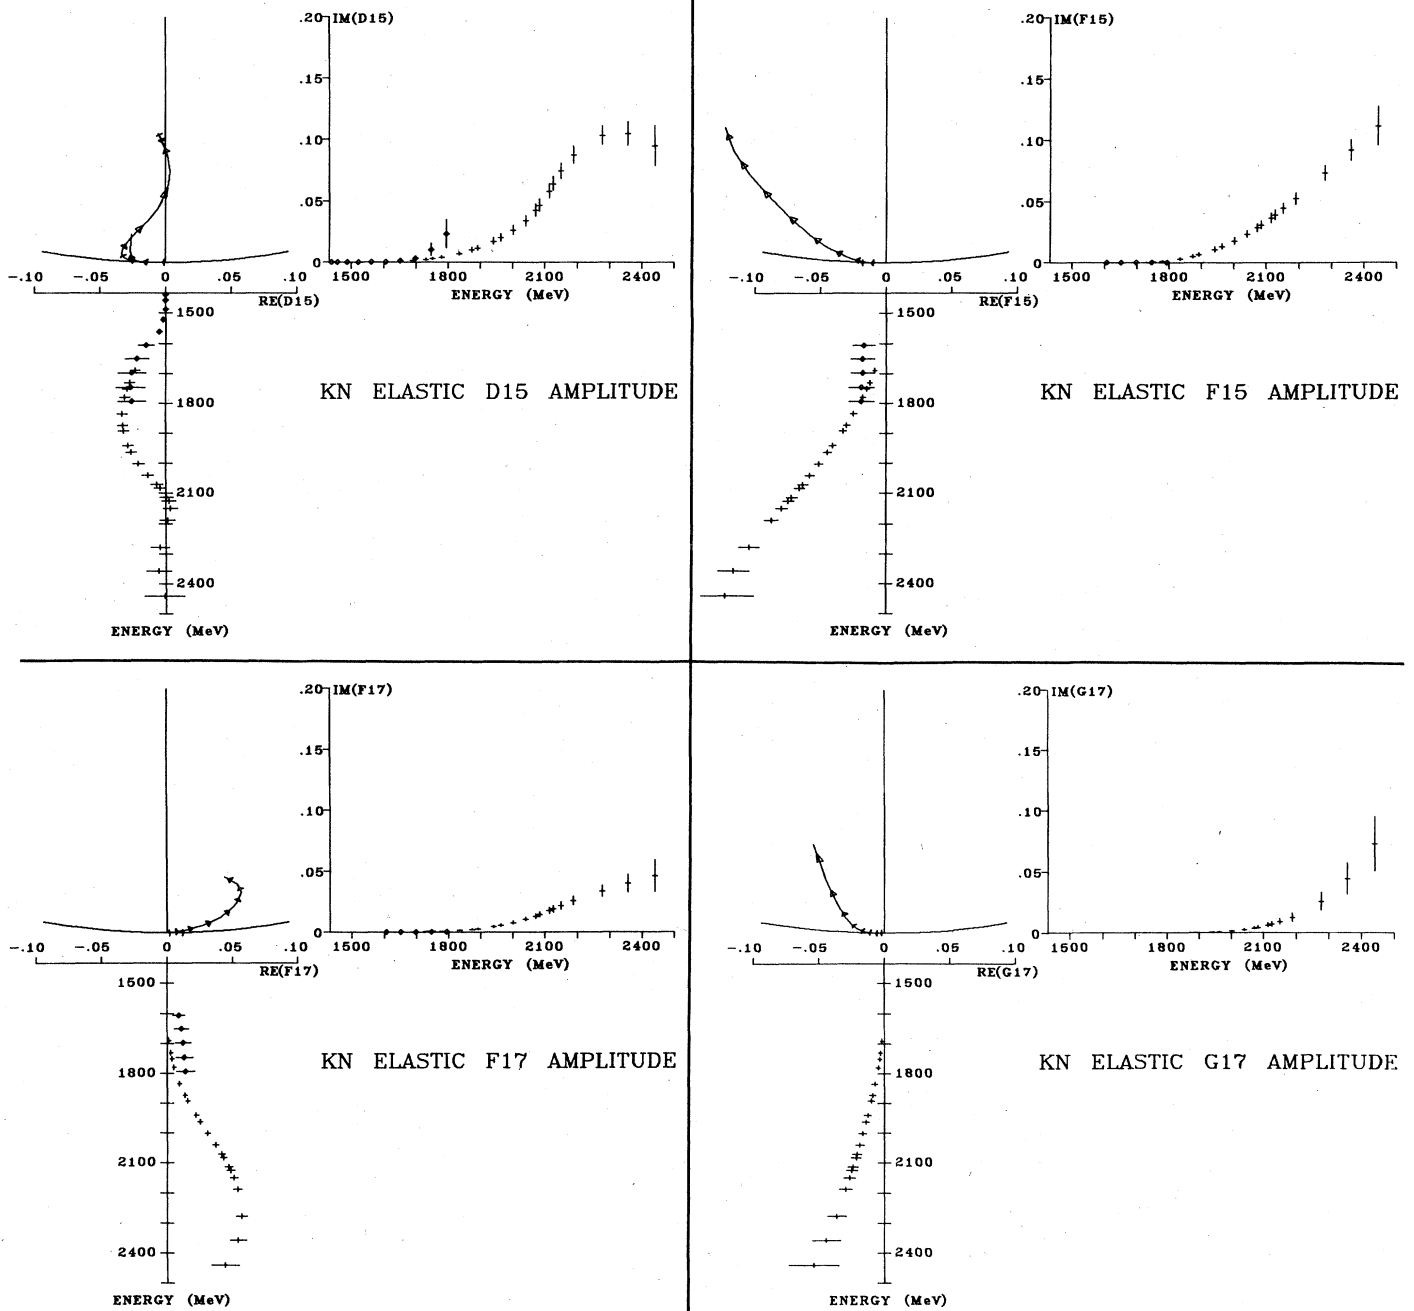 .20 IM(D15)
.15
.10
.05
0
1500 1800 2100 2400
ENERGY (MeV)
-.10 -.05 0 .05 .10
RE(D15)
1500
1800
2100
2400
ENERGY (MeV)
KN ELASTIC D15 AMPLITUDE
.20 IM(F15)
.15
.10
.05
0
1500 1800 2100 2400
ENERGY (MeV)
-.10 -.05 0 .05 .10
RE(F15)
1500
1800
2100
2400
ENERGY (MeV)
KN ELASTIC F15 AMPLITUDE
.20 IM(F17)
.15
.10
.05
0
1500 1800 2100 2400
ENERGY (MeV)
-.10 -.05 0 .05 .10
RE(F17)
1500
1800
2100
2400
ENERGY (MeV)
KN ELASTIC F17 AMPLITUDE
.20 IM(G17)
.15
.10
.05
0
1500 1800 2100 2400
ENERGY (MeV)
-.10 -.05 0 .05 .10
RE(G17)
1500
1800
2100
2400
ENERGY (MeV)
KN ELASTIC G17 AMPLITUDE